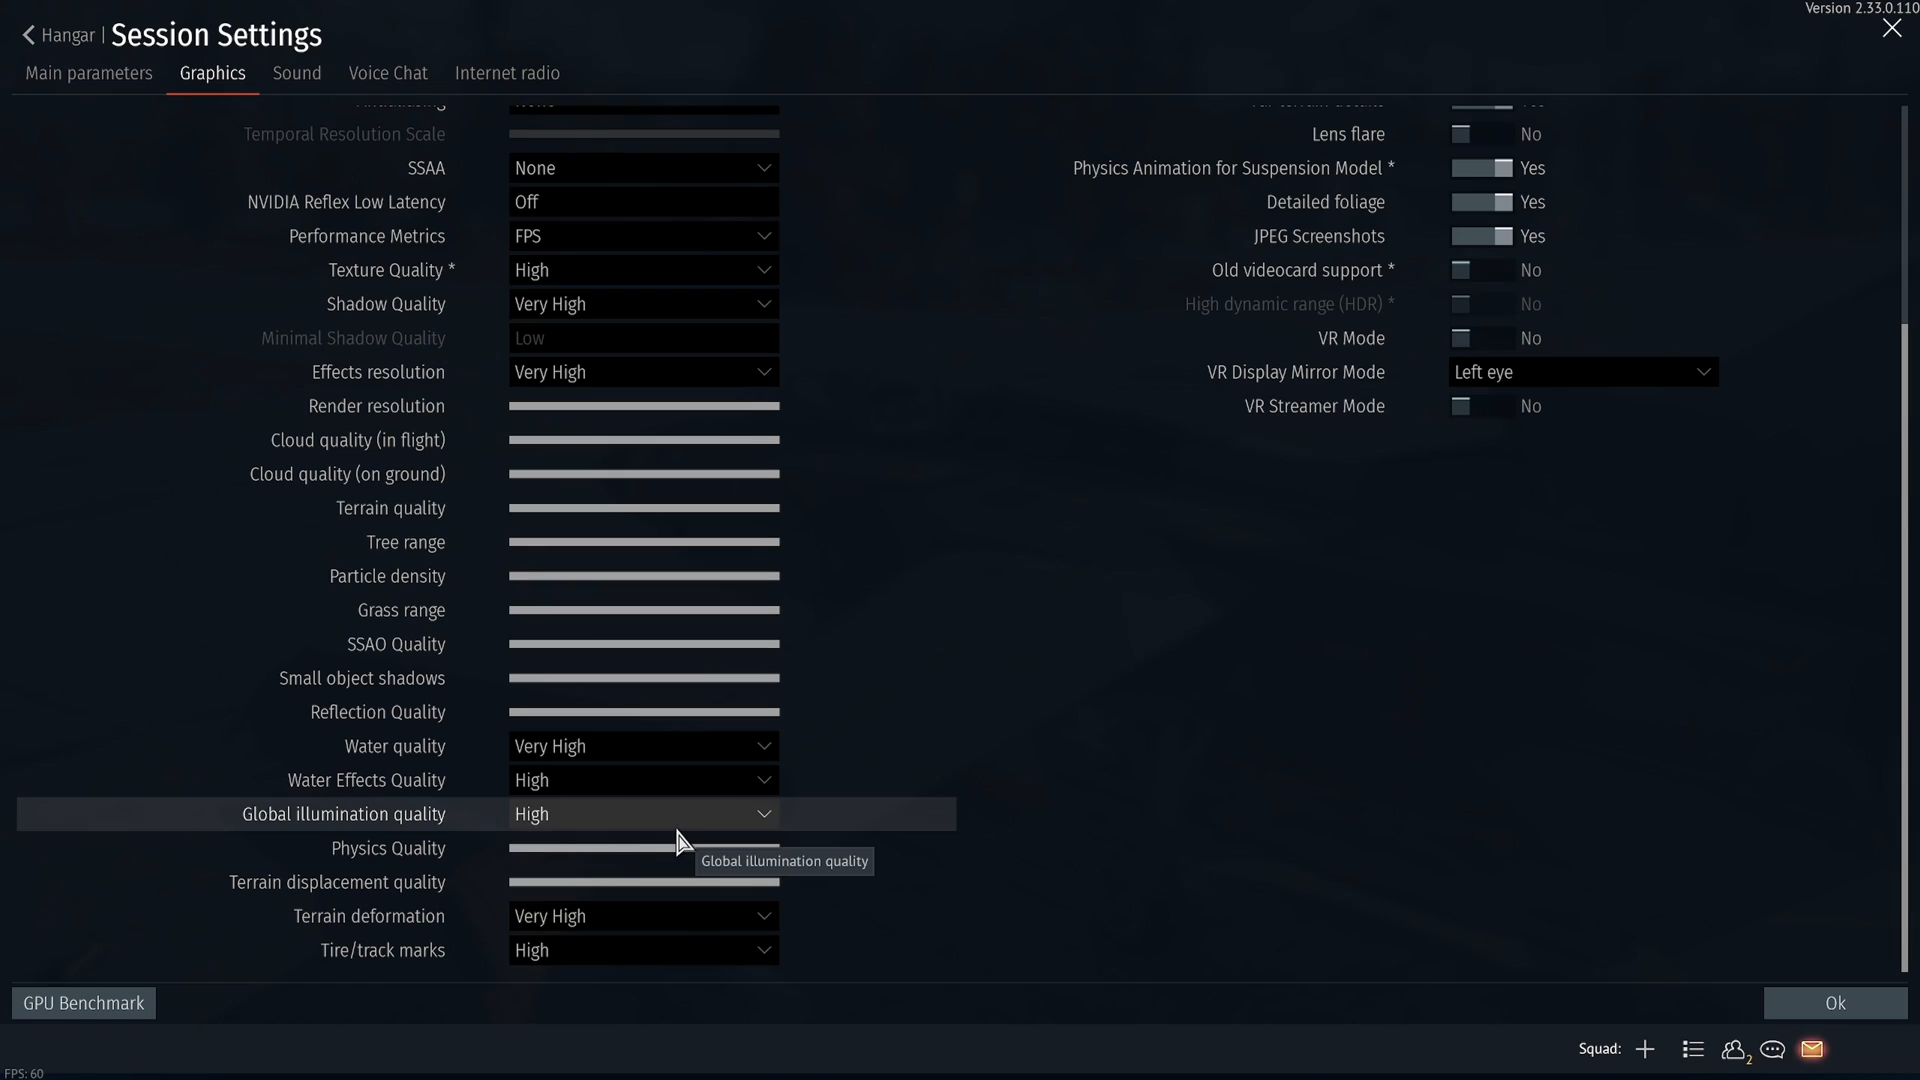 Version 2.33.0.110
Hangar | Session Settings
Main parameters Graphics Sound Voice Chat Internet radio
Temporal Resolution Scale
SSAA None
NVIDIA Reflex Low Latency Off
Performance Metrics FPS
Texture Quality * High
Shadow Quality Very High
Minimal Shadow Quality Low
Effects resolution Very High
Render resolution
Cloud quality (in flight)
Cloud quality (on ground)
Terrain quality
Tree range
Particle density
Grass range
SSAO Quality
Small object shadows
Reflection Quality
Water quality Very High
Water Effects Quality High
Global illumination quality High
Physics Quality
Global illumination quality
Terrain displacement quality
Terrain deformation Very High
Tire/track marks High
Lens flare No
Physics Animation for Suspension Model * Yes
Detailed foliage Yes
JPEG Screenshots Yes
Old videocard support * No
High dynamic range (HDR) * No
VR Mode No
VR Display Mirror Mode Left eye
VR Streamer Mode No
GPU Benchmark
Ok
Squad: 2
FPS: 60